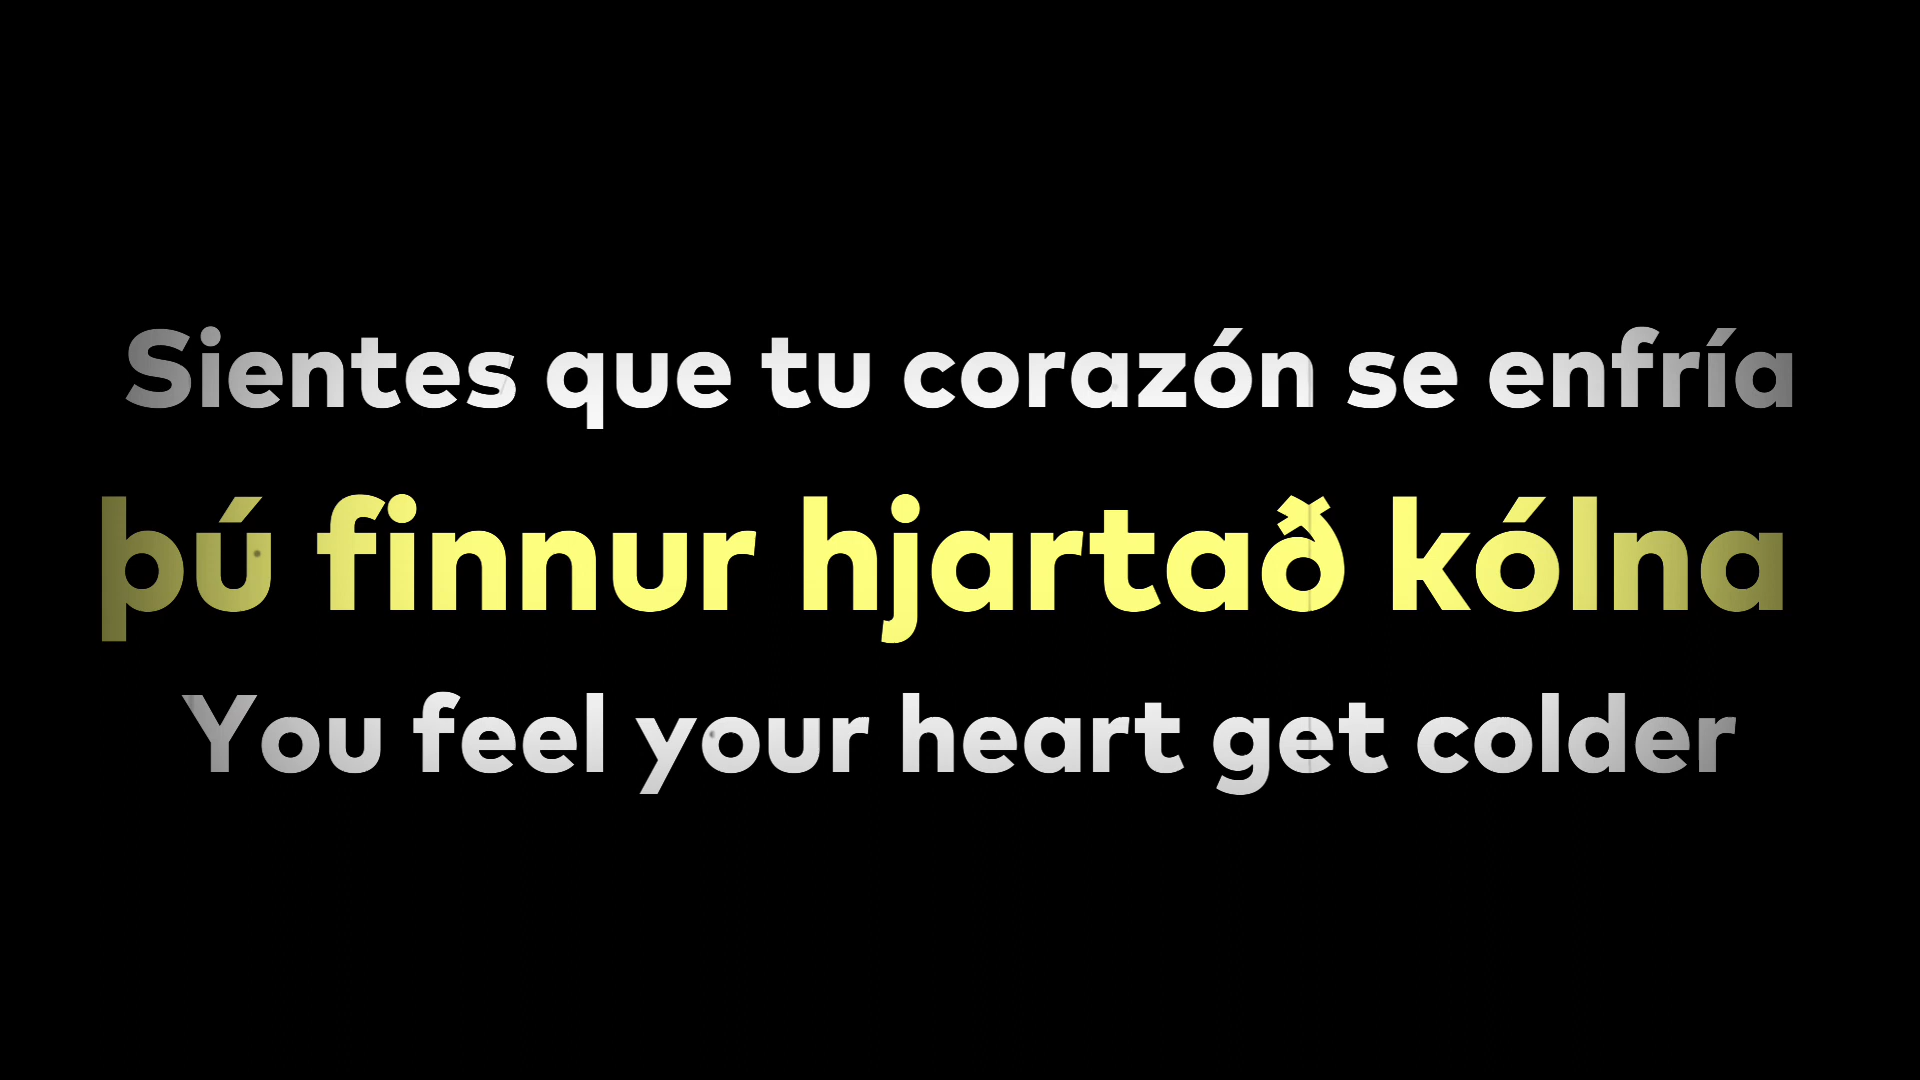 Sientes que tu corazón se enfría
þú finnur hjartað kólna
You feel your heart get colder